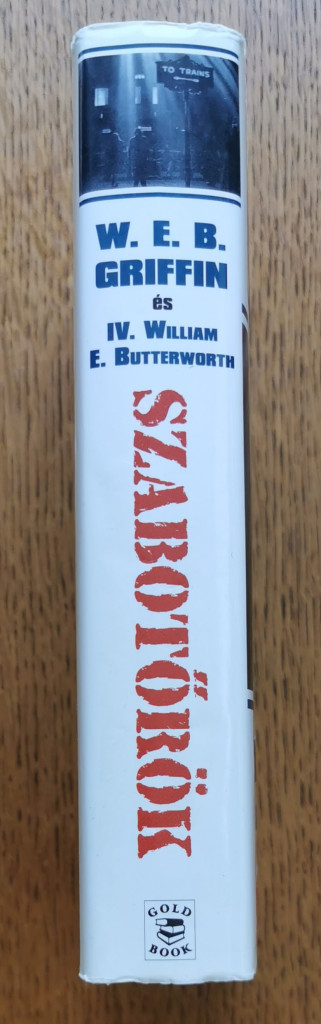 TO TRAINS
W. E. B.
GRIFFIN
és
IV. WILLIAM
E. BUTTERWORTH
SZABOTŐRÖK
GOLD
BOOK